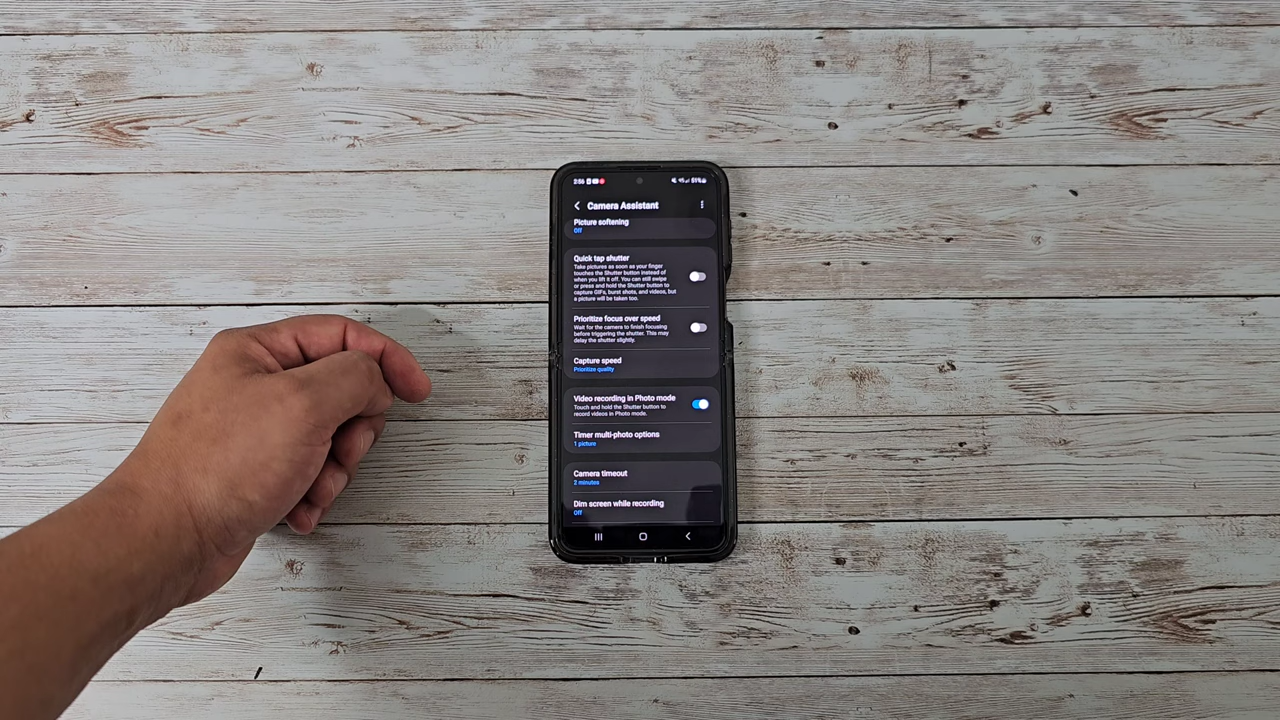 2:56
51%
Camera Assistant
Picture softening
Off
Quick tap shutter
Take pictures as soon as your finger
touches the Shutter button instead of
when you lift it off. You can still swipe
or press and hold the Shutter button to
capture GIFs, burst shots, and videos, but
a picture will be taken too.
Prioritize focus over speed
Wait for the camera to finish focusing
before triggering the shutter. This may
delay the shutter slightly.
Capture speed
Prioritize quality
Video recording in Photo mode
Touch and hold the Shutter button to
record videos in Photo mode.
Timer multi-photo options
1 picture
Camera timeout
2 minutes
Dim screen while recording
Off